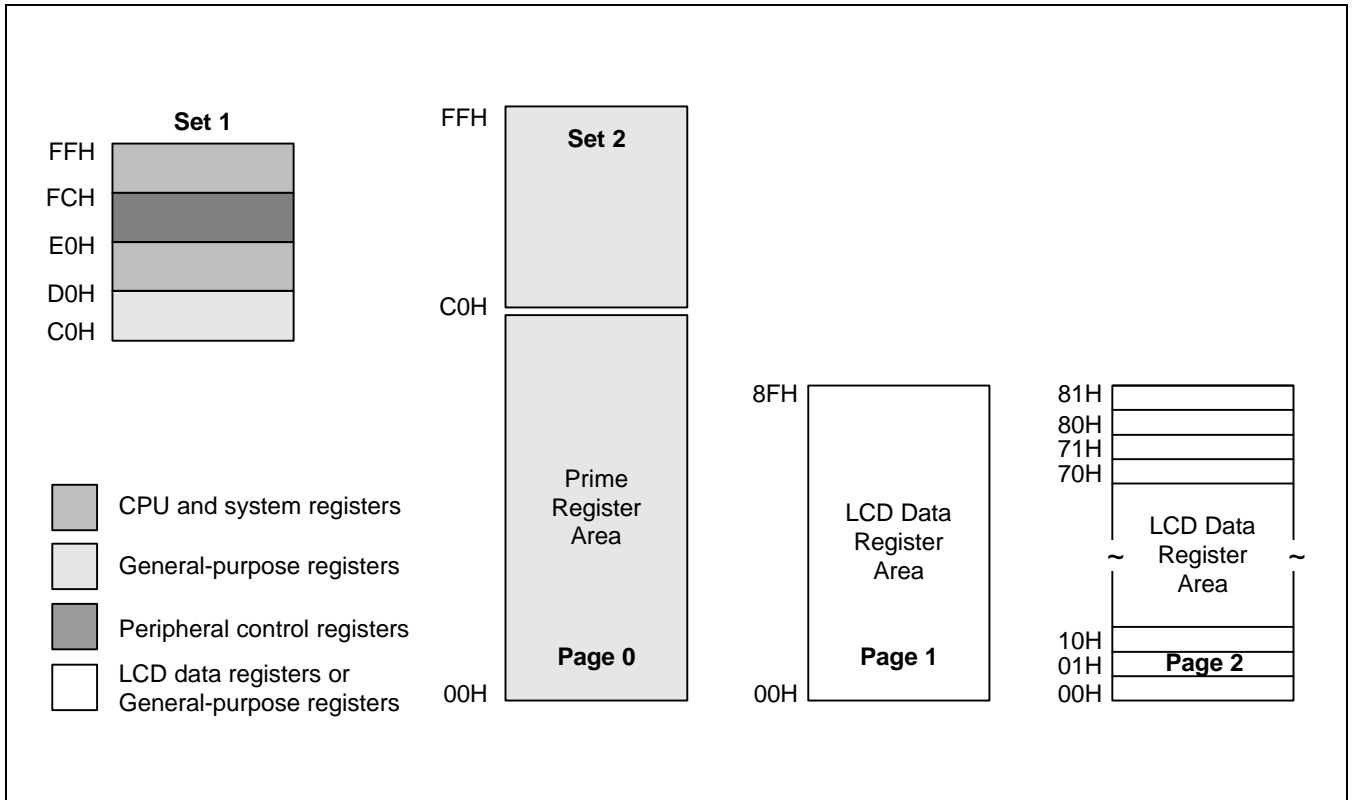 Set 1
FFH
FCH
E0H
D0H
C0H
FFH
Set 2
C0H
Prime
Register
Area
Page 0
00H
8FH
LCD Data
Register
Area
Page 1
00H
81H
80H
71H
70H
LCD Data
~ Register ~
Area
10H
01H
Page 2
00H
CPU and system registers
General-purpose registers
Peripheral control registers
LCD data registers or
General-purpose registers